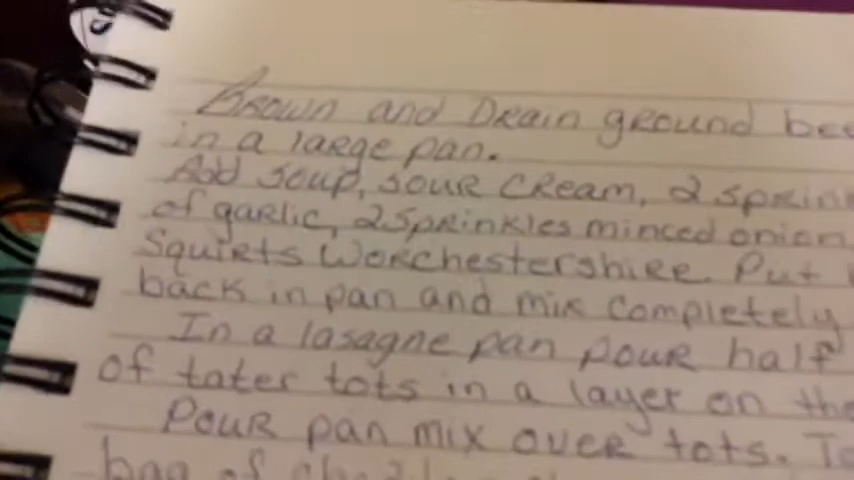 Brown and Drain ground bee
in a large pan.
Add soup, sour cream, 2 sprin
of garlic, 2 sprinkles minced onion
Squirts Worchestershire. Put
back in pan and mix completely
In a lasagne pan pour half
of tater tots in a layer on the
Pour pan mix over tots. To
bag of